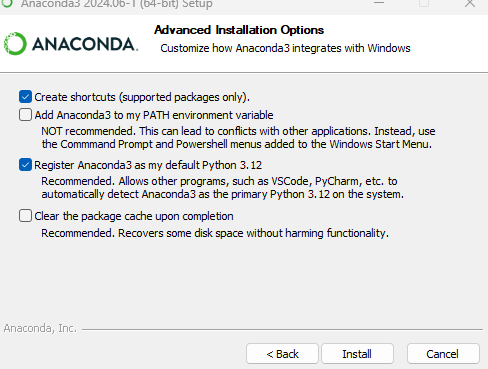 Anaconda3 2024.06-1 (64-bit) Setup
ANACONDA.
Advanced Installation Options
Customize how Anaconda3 integrates with Windows
Create shortcuts (supported packages only).
Add Anaconda3 to my PATH environment variable
NOT recommended. This can lead to conflicts with other applications. Instead, use
the Commmand Prompt and Powershell menus added to the Windows Start Menu.
Register Anaconda3 as my default Python 3.12
Recommended. Allows other programs, such as VSCode, PyCharm, etc. to
automatically detect Anaconda3 as the primary Python 3.12 on the system.
Clear the package cache upon completion
Recommended. Recovers some disk space without harming functionality.
Anaconda, Inc.
< Back
Install
Cancel